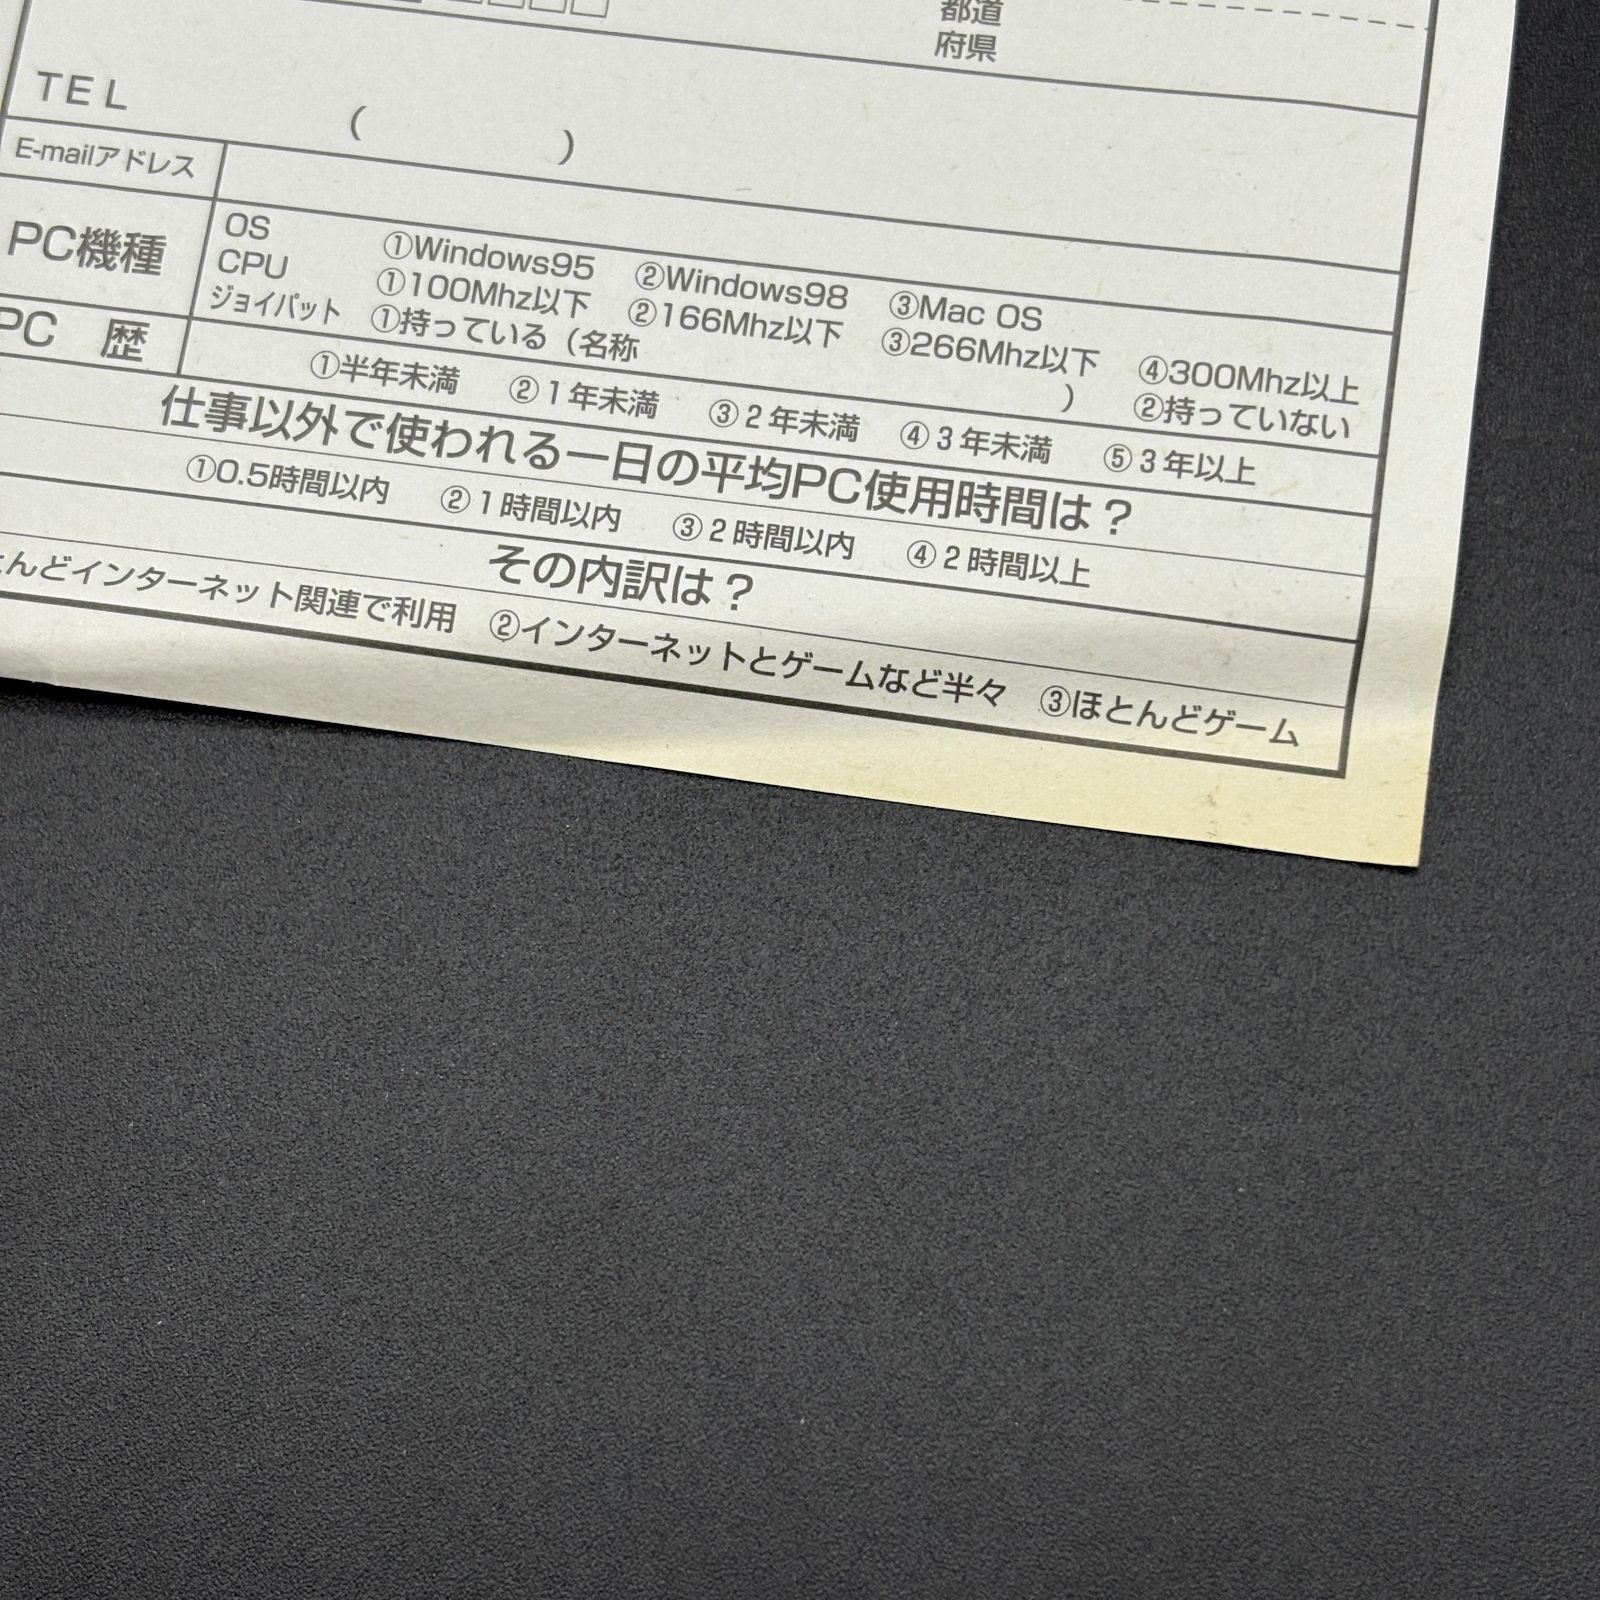 都道
府県
TEL ( )
E-mailアドレス
PC機種
OS ①Windows95 ②Windows98 ③Mac OS
CPU ①100Mhz以下 ②166Mhz以下 ③266Mhz以下 ④300Mhz以上
ジョイパット ①持っている（名称 ） ②持っていない
PC 歴 ①半年未満 ②１年未満 ③２年未満 ④３年未満 ⑤３年以上
仕事以外で使われる一日の平均PC使用時間は？
①0.5時間以内 ②１時間以内 ③２時間以内 ④２時間以上
その内訳は？
とんどインターネット関連で利用 ②インターネットとゲームなど半々 ③ほとんどゲーム